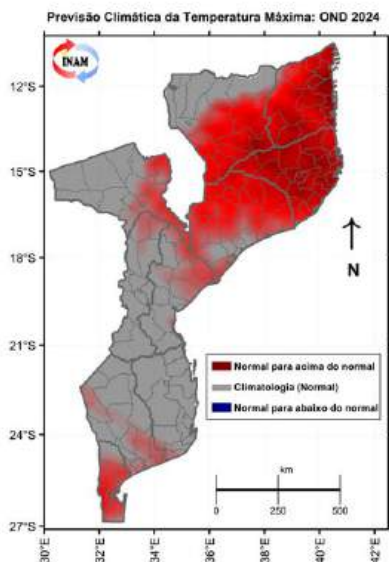 Previsão Climática da Temperatura Máxima: OND 2024
INAM
12°S
15°S
18°S
21°S
24°S
27°S
N
Normal para acima do normal
Climatologia (Normal)
Normal para abaixo do normal
km
0 250 500
30°E 32°E 34°E 36°E 38°E 40°E 42°E